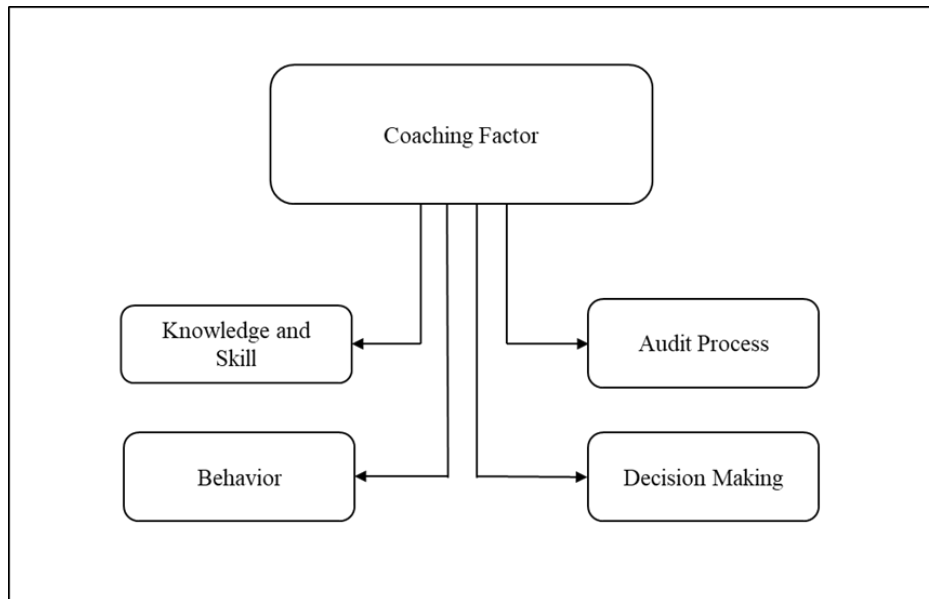 Coaching Factor
Knowledge and
Skill
Audit Process
Behavior
Decision Making